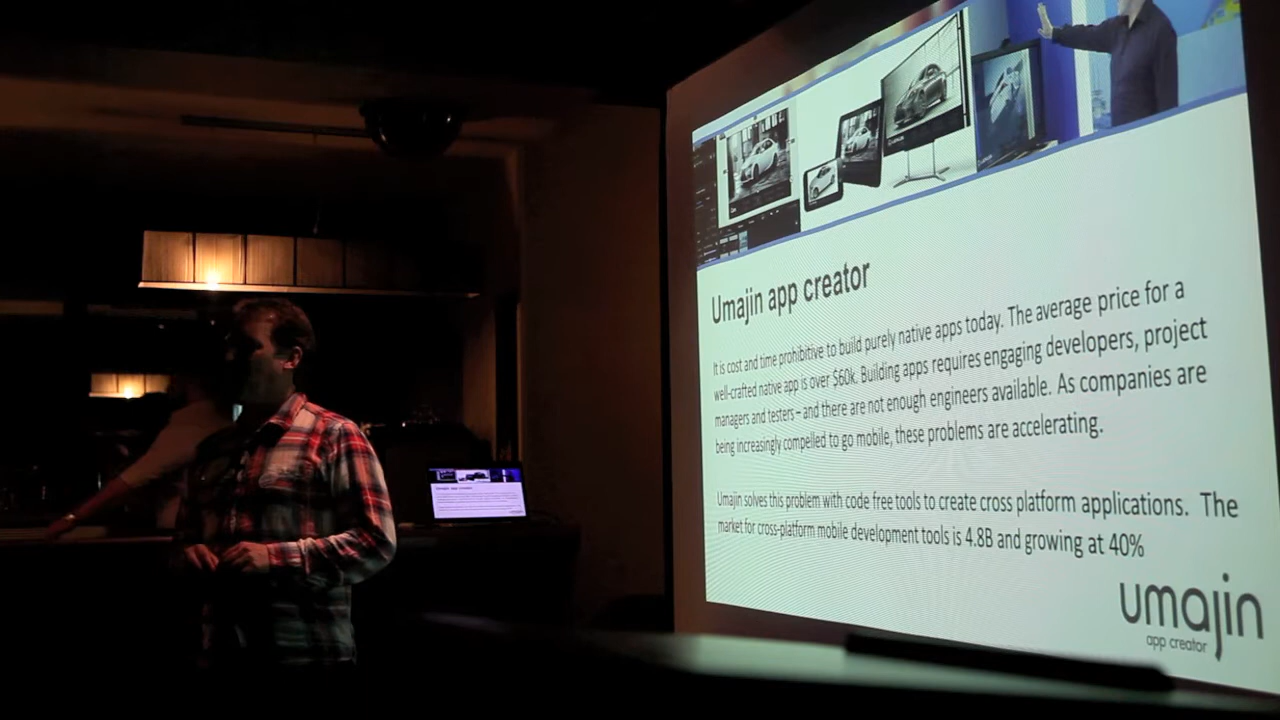 Umajin app creator
It is cost and time prohibitive to build purely native apps today. The average price for a
well-crafted native app is over $60k. Building apps requires engaging developers, project
managers and testers – and there are not enough engineers available. As companies are
being increasingly compelled to go mobile, these problems are accelerating.
Umajin solves this problem with code free tools to create cross platform applications. The
market for cross-platform mobile development tools is 4.8B and growing at 40%
umajin
app creator